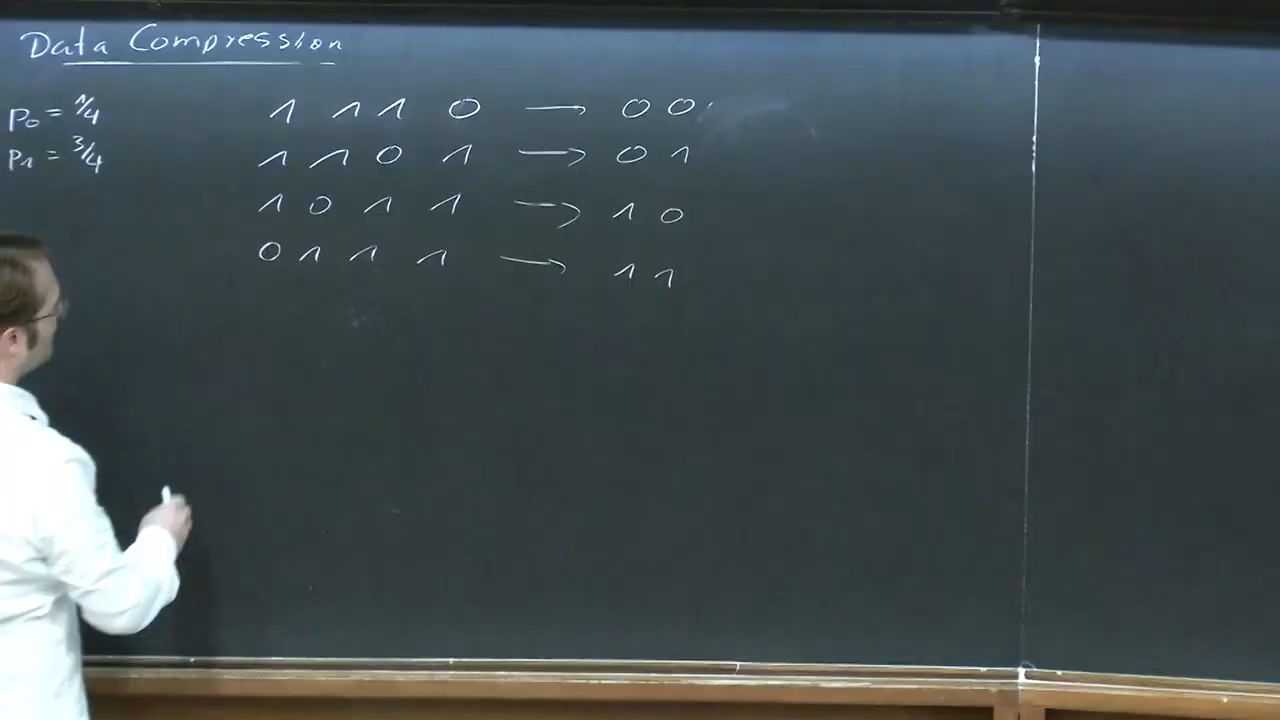 Data Compression
p₀ = 1/4
p₁ = 3/4
1 1 1 0 → 0 0
1 1 0 1 → 0 1
1 0 1 1 → 1 0
0 1 1 1 → 1 1